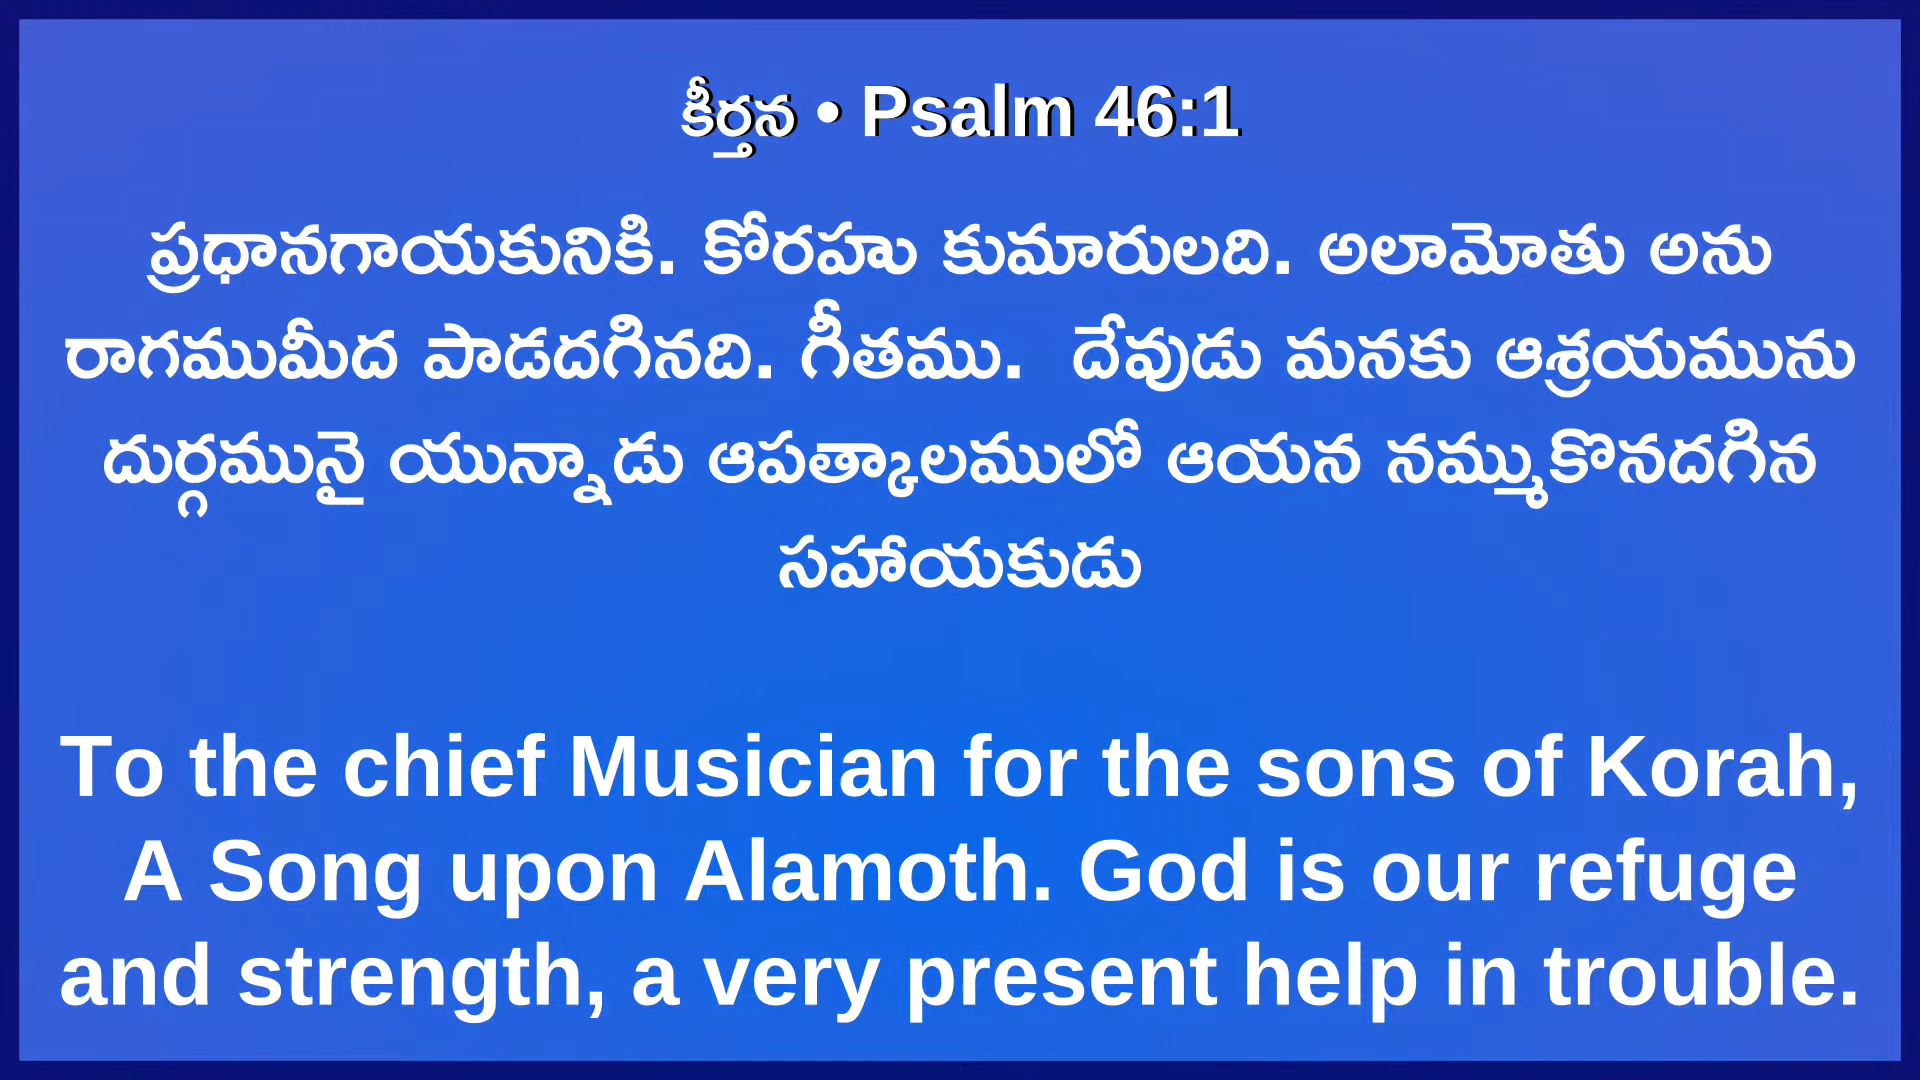 కీర్తన • Psalm 46:1
ప్రధానగాయకునికి. కోరహు కుమారులది. అలామోతు అను
రాగముమీద పాడదగినది. గీతము.  దేవుడు మనకు ఆశ్రయమును
దుర్గమునై యున్నాడు ఆపత్కాలములో ఆయన నమ్ముకొనదగిన
సహాయకుడు
To the chief Musician for the sons of Korah,
A Song upon Alamoth. God is our refuge
and strength, a very present help in trouble.